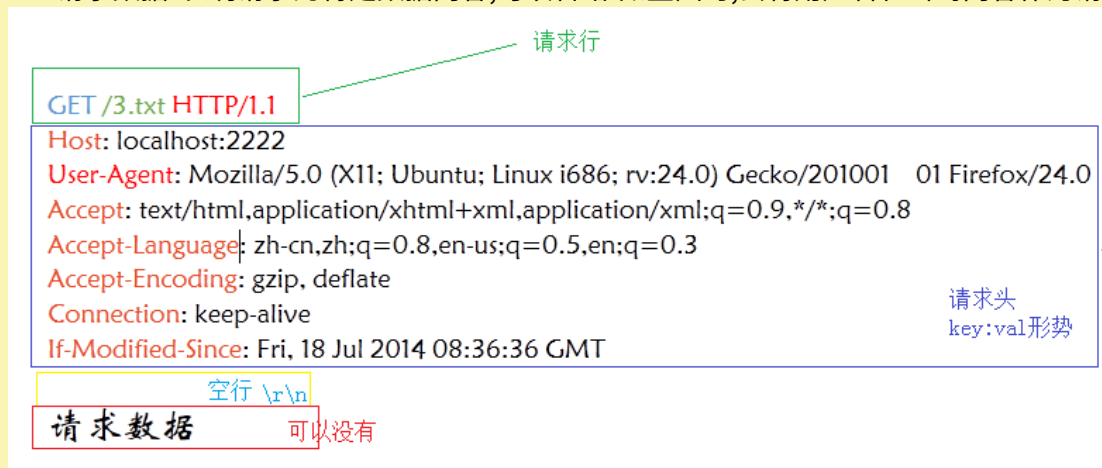 请求行
GET /3.txt HTTP/1.1
Host: localhost:2222
User-Agent: Mozilla/5.0 (X11; Ubuntu; Linux i686; rv:24.0) Gecko/201001 01 Firefox/24.0
Accept: text/html,application/xhtml+xml,application/xml;q=0.9,*/*;q=0.8
Accept-Language: zh-cn,zh;q=0.8,en-us;q=0.5,en;q=0.3
Accept-Encoding: gzip, deflate
Connection: keep-alive
If-Modified-Since: Fri, 18 Jul 2014 08:36:36 GMT
请求头
key:val形势
空行 \r\n
请求数据 可以没有